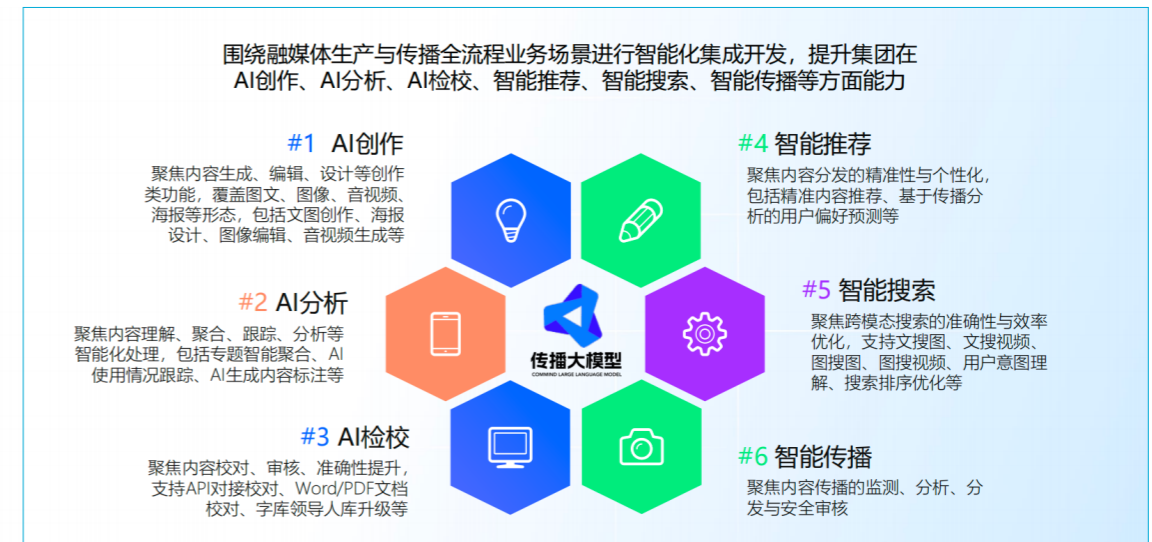 围绕融媒体生产与传播全流程业务场景进行智能化集成开发，提升集团在
AI创作、AI分析、AI检校、智能推荐、智能搜索、智能传播等方面能力
#1 AI创作
聚焦内容生成、编辑、设计等创作
类功能，覆盖图文、图像、音视频、
海报等形态，包括文图创作、海报
设计、图像编辑、音视频生成等
#2 AI分析
聚焦内容理解、聚合、跟踪、分析等
智能化处理，包括专题智能聚合、AI
使用情况跟踪、AI生成内容标注等
#3 AI检校
聚焦内容校对、审核、准确性提升，
支持API对接校对、Word/PDF文档
校对、字库领导人库升级等
传播大模型
COMMIND LARGE LANGUAGE MODEL
#4 智能推荐
聚焦内容分发的精准性与个性化，
包括精准内容推荐、基于传播分
析的用户偏好预测等
#5 智能搜索
聚焦跨模态搜索的准确性与效率
优化，支持文搜图、文搜视频、
图搜图、图搜视频、用户意图理
解、搜索排序优化等
#6 智能传播
聚焦内容传播的监测、分析、分
发与安全审核